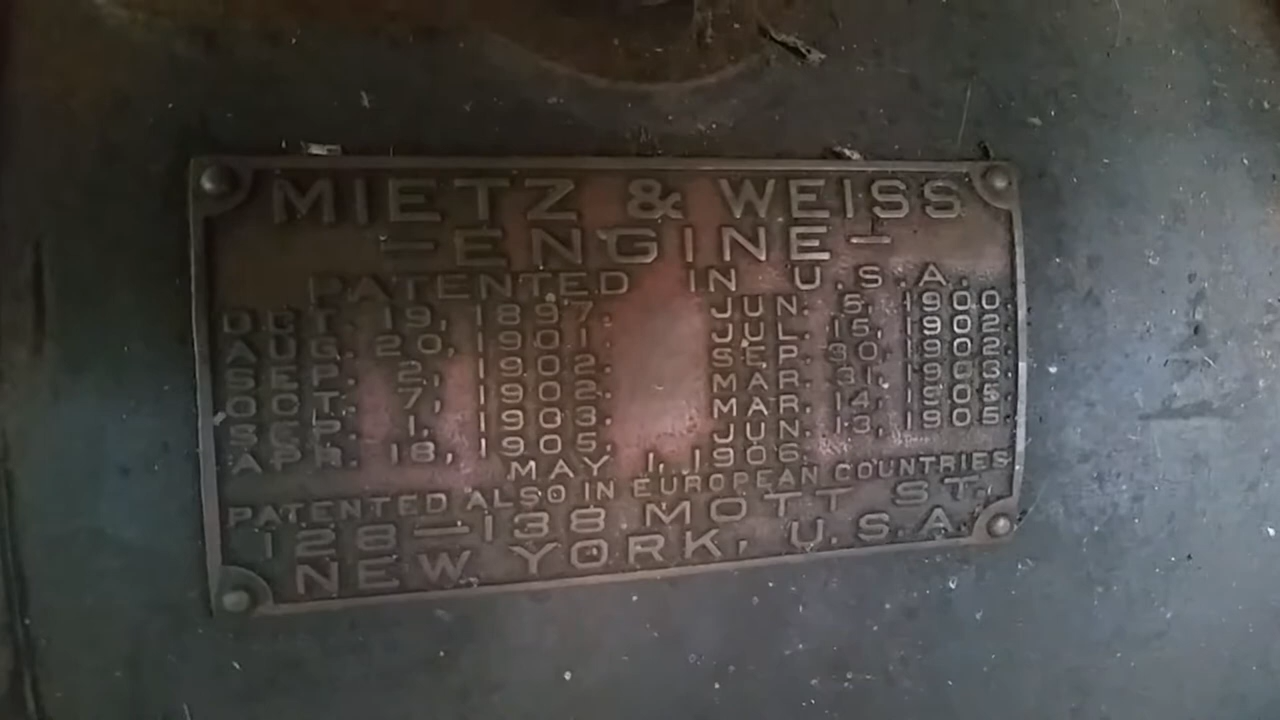 MIETZ & WEISS
—ENGINE—
PATENTED IN U.S.A.
OCT. 19, 1897. JUN. 5, 1900.
AUG. 20, 1901. JUL. 15, 1902.
SEP. 2, 1902. SEP. 30, 1902.
OCT. 7, 1902. MAR. 31, 1903.
SEP. 1, 1903. MAR. 14, 1905.
APR. 18, 1905. JUN. 13, 1905.
MAY 1, 1906.
PATENTED ALSO IN EUROPEAN COUNTRIES
128—138 MOTT ST.,
NEW YORK, U.S.A.